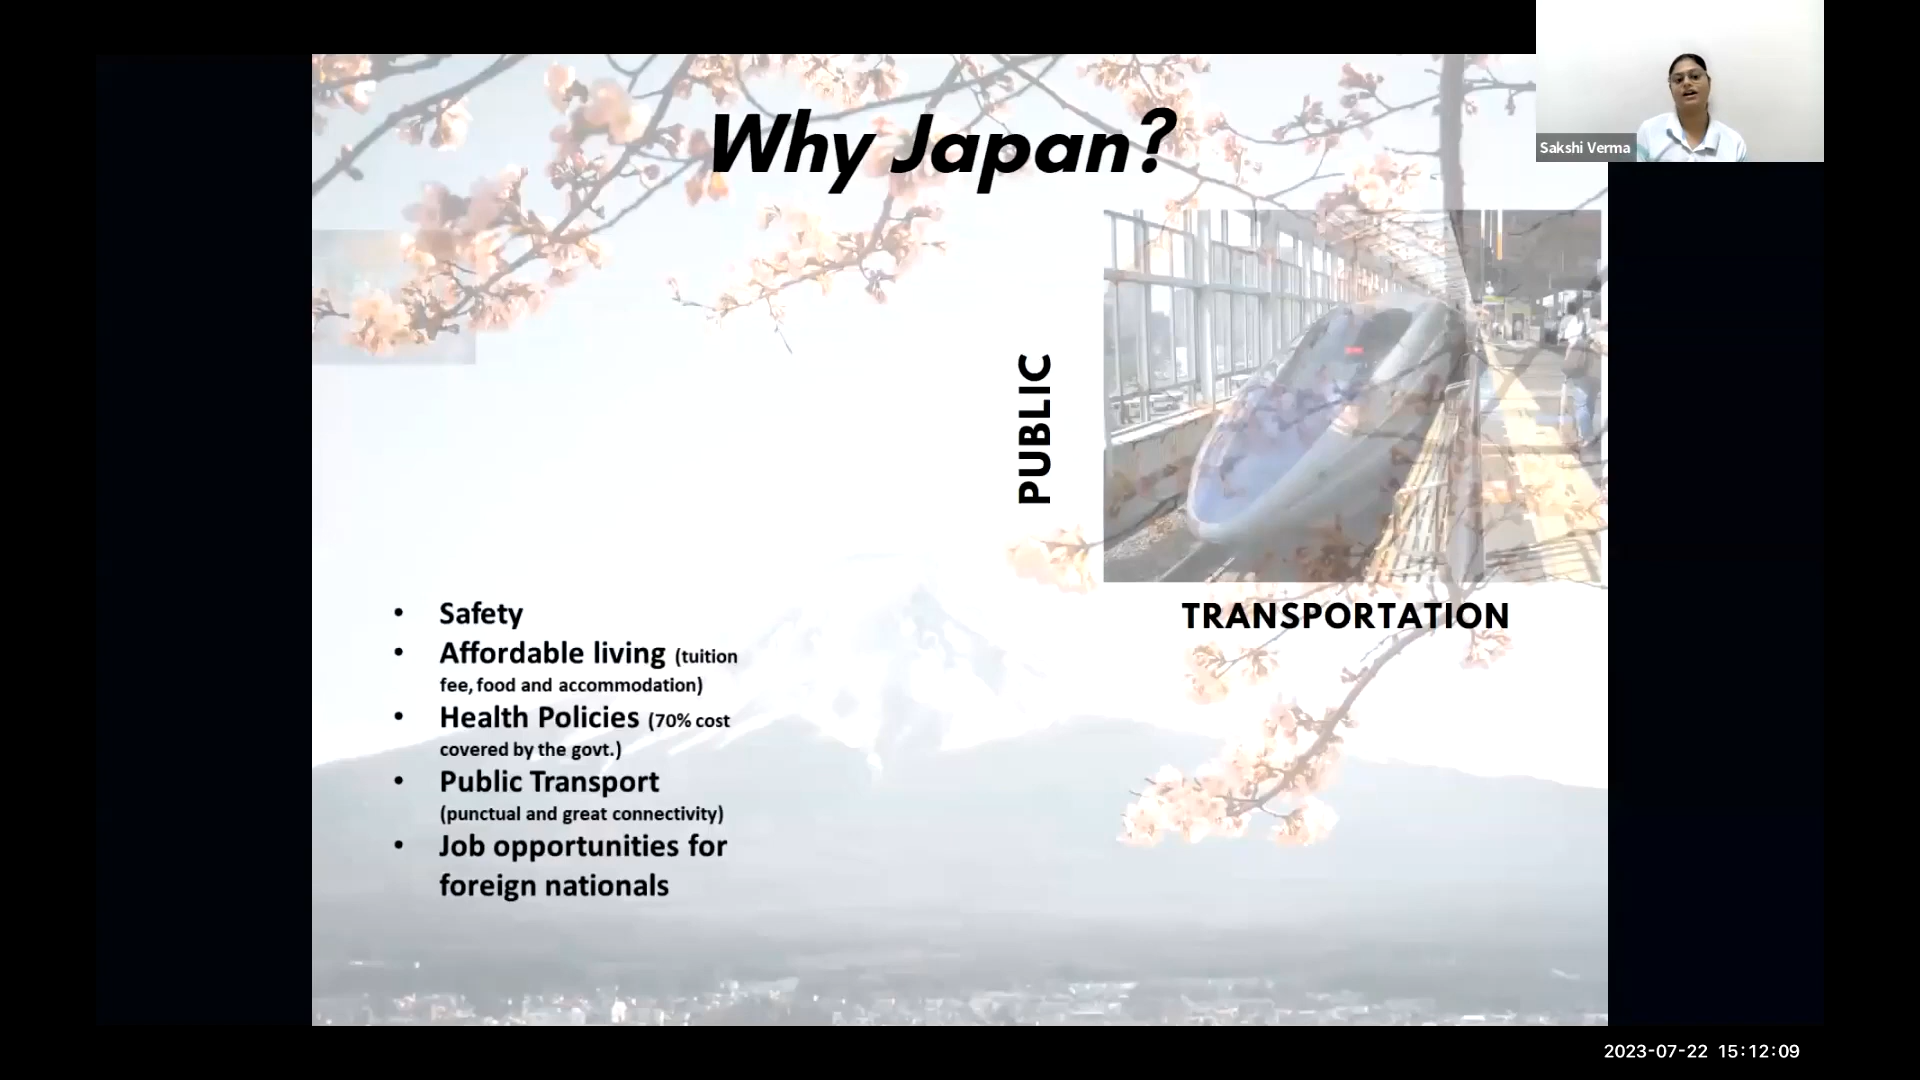 Why Japan?
Sakshi Verma
PUBLIC
TRANSPORTATION
• Safety
• Affordable living (tuition
fee, food and accommodation)
• Health Policies (70% cost
covered by the govt.)
• Public Transport
(punctual and great connectivity)
• Job opportunities for
foreign nationals
2023-07-22 15:12:09